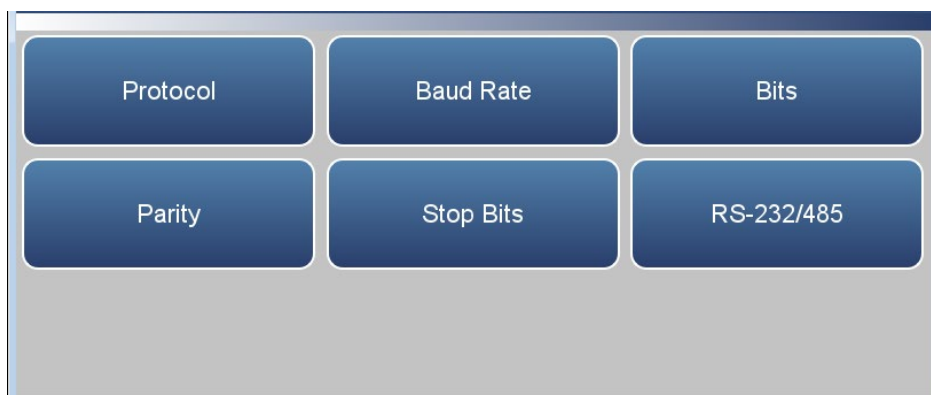 Protocol
Baud Rate
Bits
Parity
Stop Bits
RS-232/485